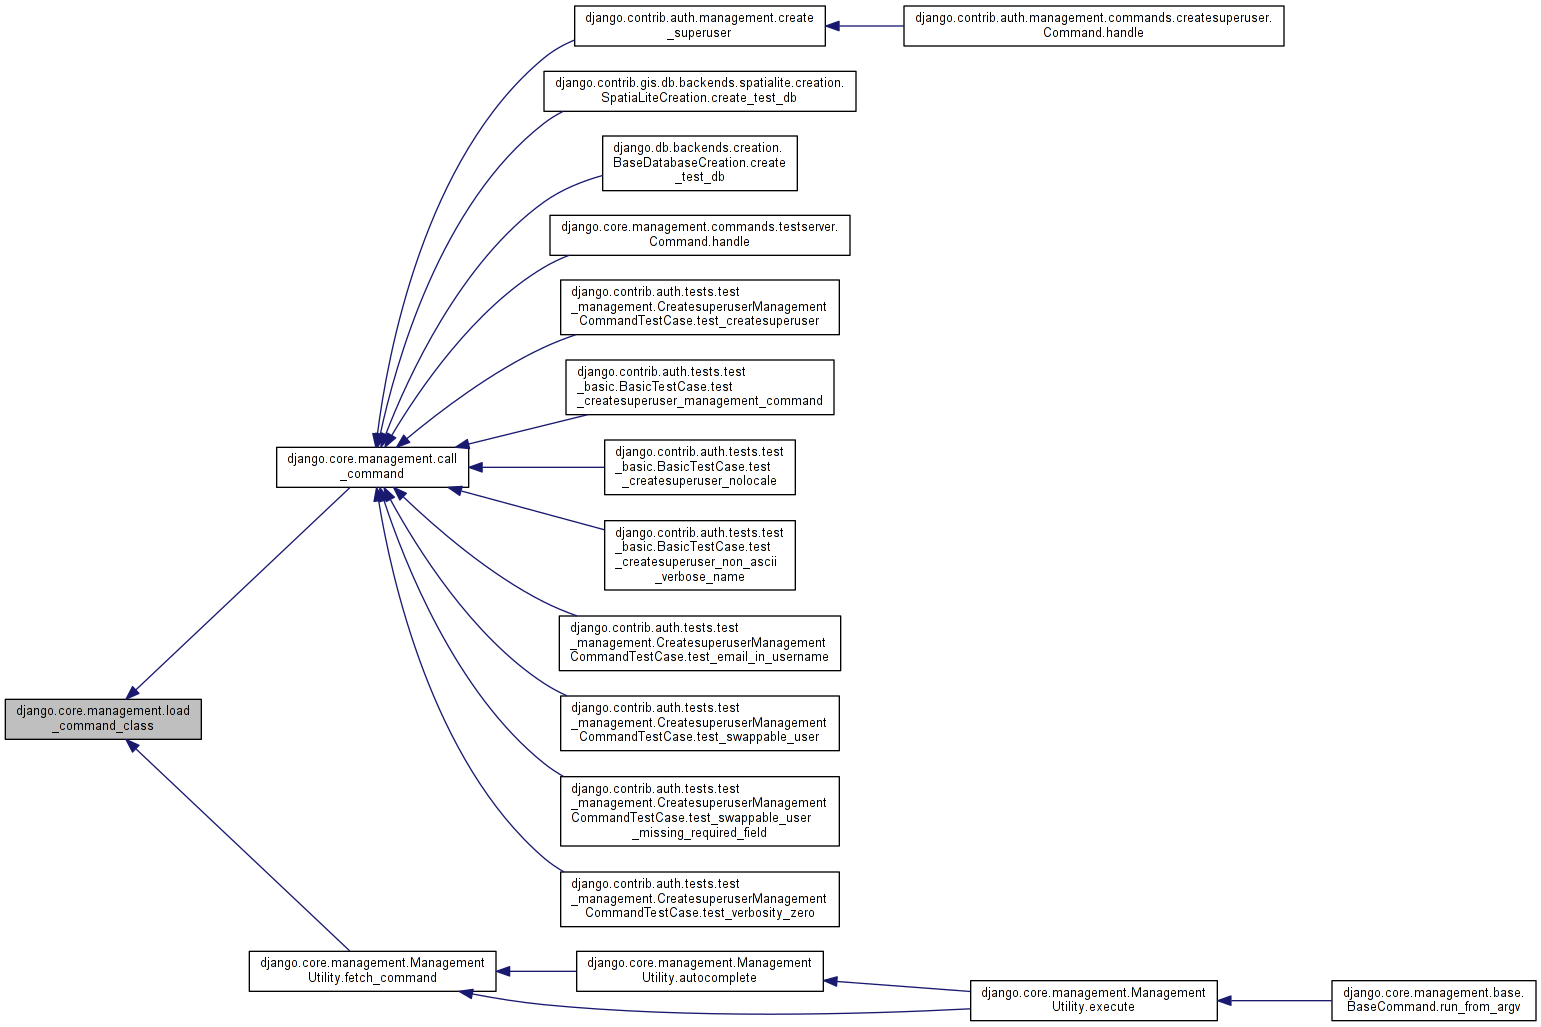 django.contrib.auth.management.create
_superuser
django.contrib.auth.management.commands.createsuperuser.
Command.handle
django.contrib.gis.db.backends.spatialite.creation.
SpatiaLiteCreation.create_test_db
django.db.backends.creation.
BaseDatabaseCreation.create
_test_db
django.core.management.commands.testserver.
Command.handle
django.contrib.auth.tests.test
_management.CreatesuperuserManagement
CommandTestCase.test_createsuperuser
django.contrib.auth.tests.test
_basic.BasicTestCase.test
_createsuperuser_management_command
django.core.management.call
_command
django.contrib.auth.tests.test
_basic.BasicTestCase.test
_createsuperuser_nolocale
django.contrib.auth.tests.test
_basic.BasicTestCase.test
_createsuperuser_non_ascii
_verbose_name
django.contrib.auth.tests.test
_management.CreatesuperuserManagement
CommandTestCase.test_email_in_username
django.core.management.load
_command_class
django.contrib.auth.tests.test
_management.CreatesuperuserManagement
CommandTestCase.test_swappable_user
django.contrib.auth.tests.test
_management.CreatesuperuserManagement
CommandTestCase.test_swappable_user
_missing_required_field
django.contrib.auth.tests.test
_management.CreatesuperuserManagement
CommandTestCase.test_verbosity_zero
django.core.management.Management
Utility.fetch_command
django.core.management.Management
Utility.autocomplete
django.core.management.Management
Utility.execute
django.core.management.base.
BaseCommand.run_from_argv